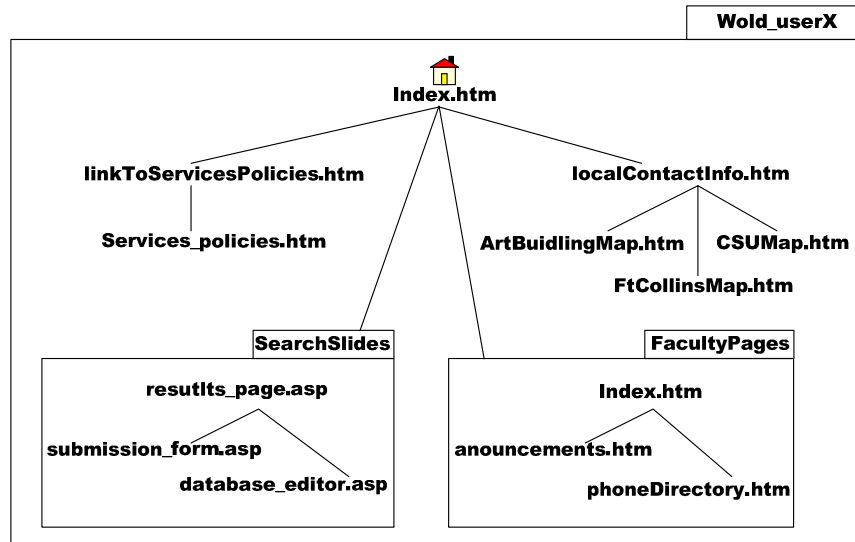 Wold_userX
Index.htm
linkToServicesPolicies.htm
localContactInfo.htm
Services_policies.htm
ArtBuidlingMap.htm
CSUMap.htm
FtCollinsMap.htm
SearchSlides
FacultyPages
resutlts_page.asp
Index.htm
submission_form.asp
anouncements.htm
database_editor.asp
phoneDirectory.htm